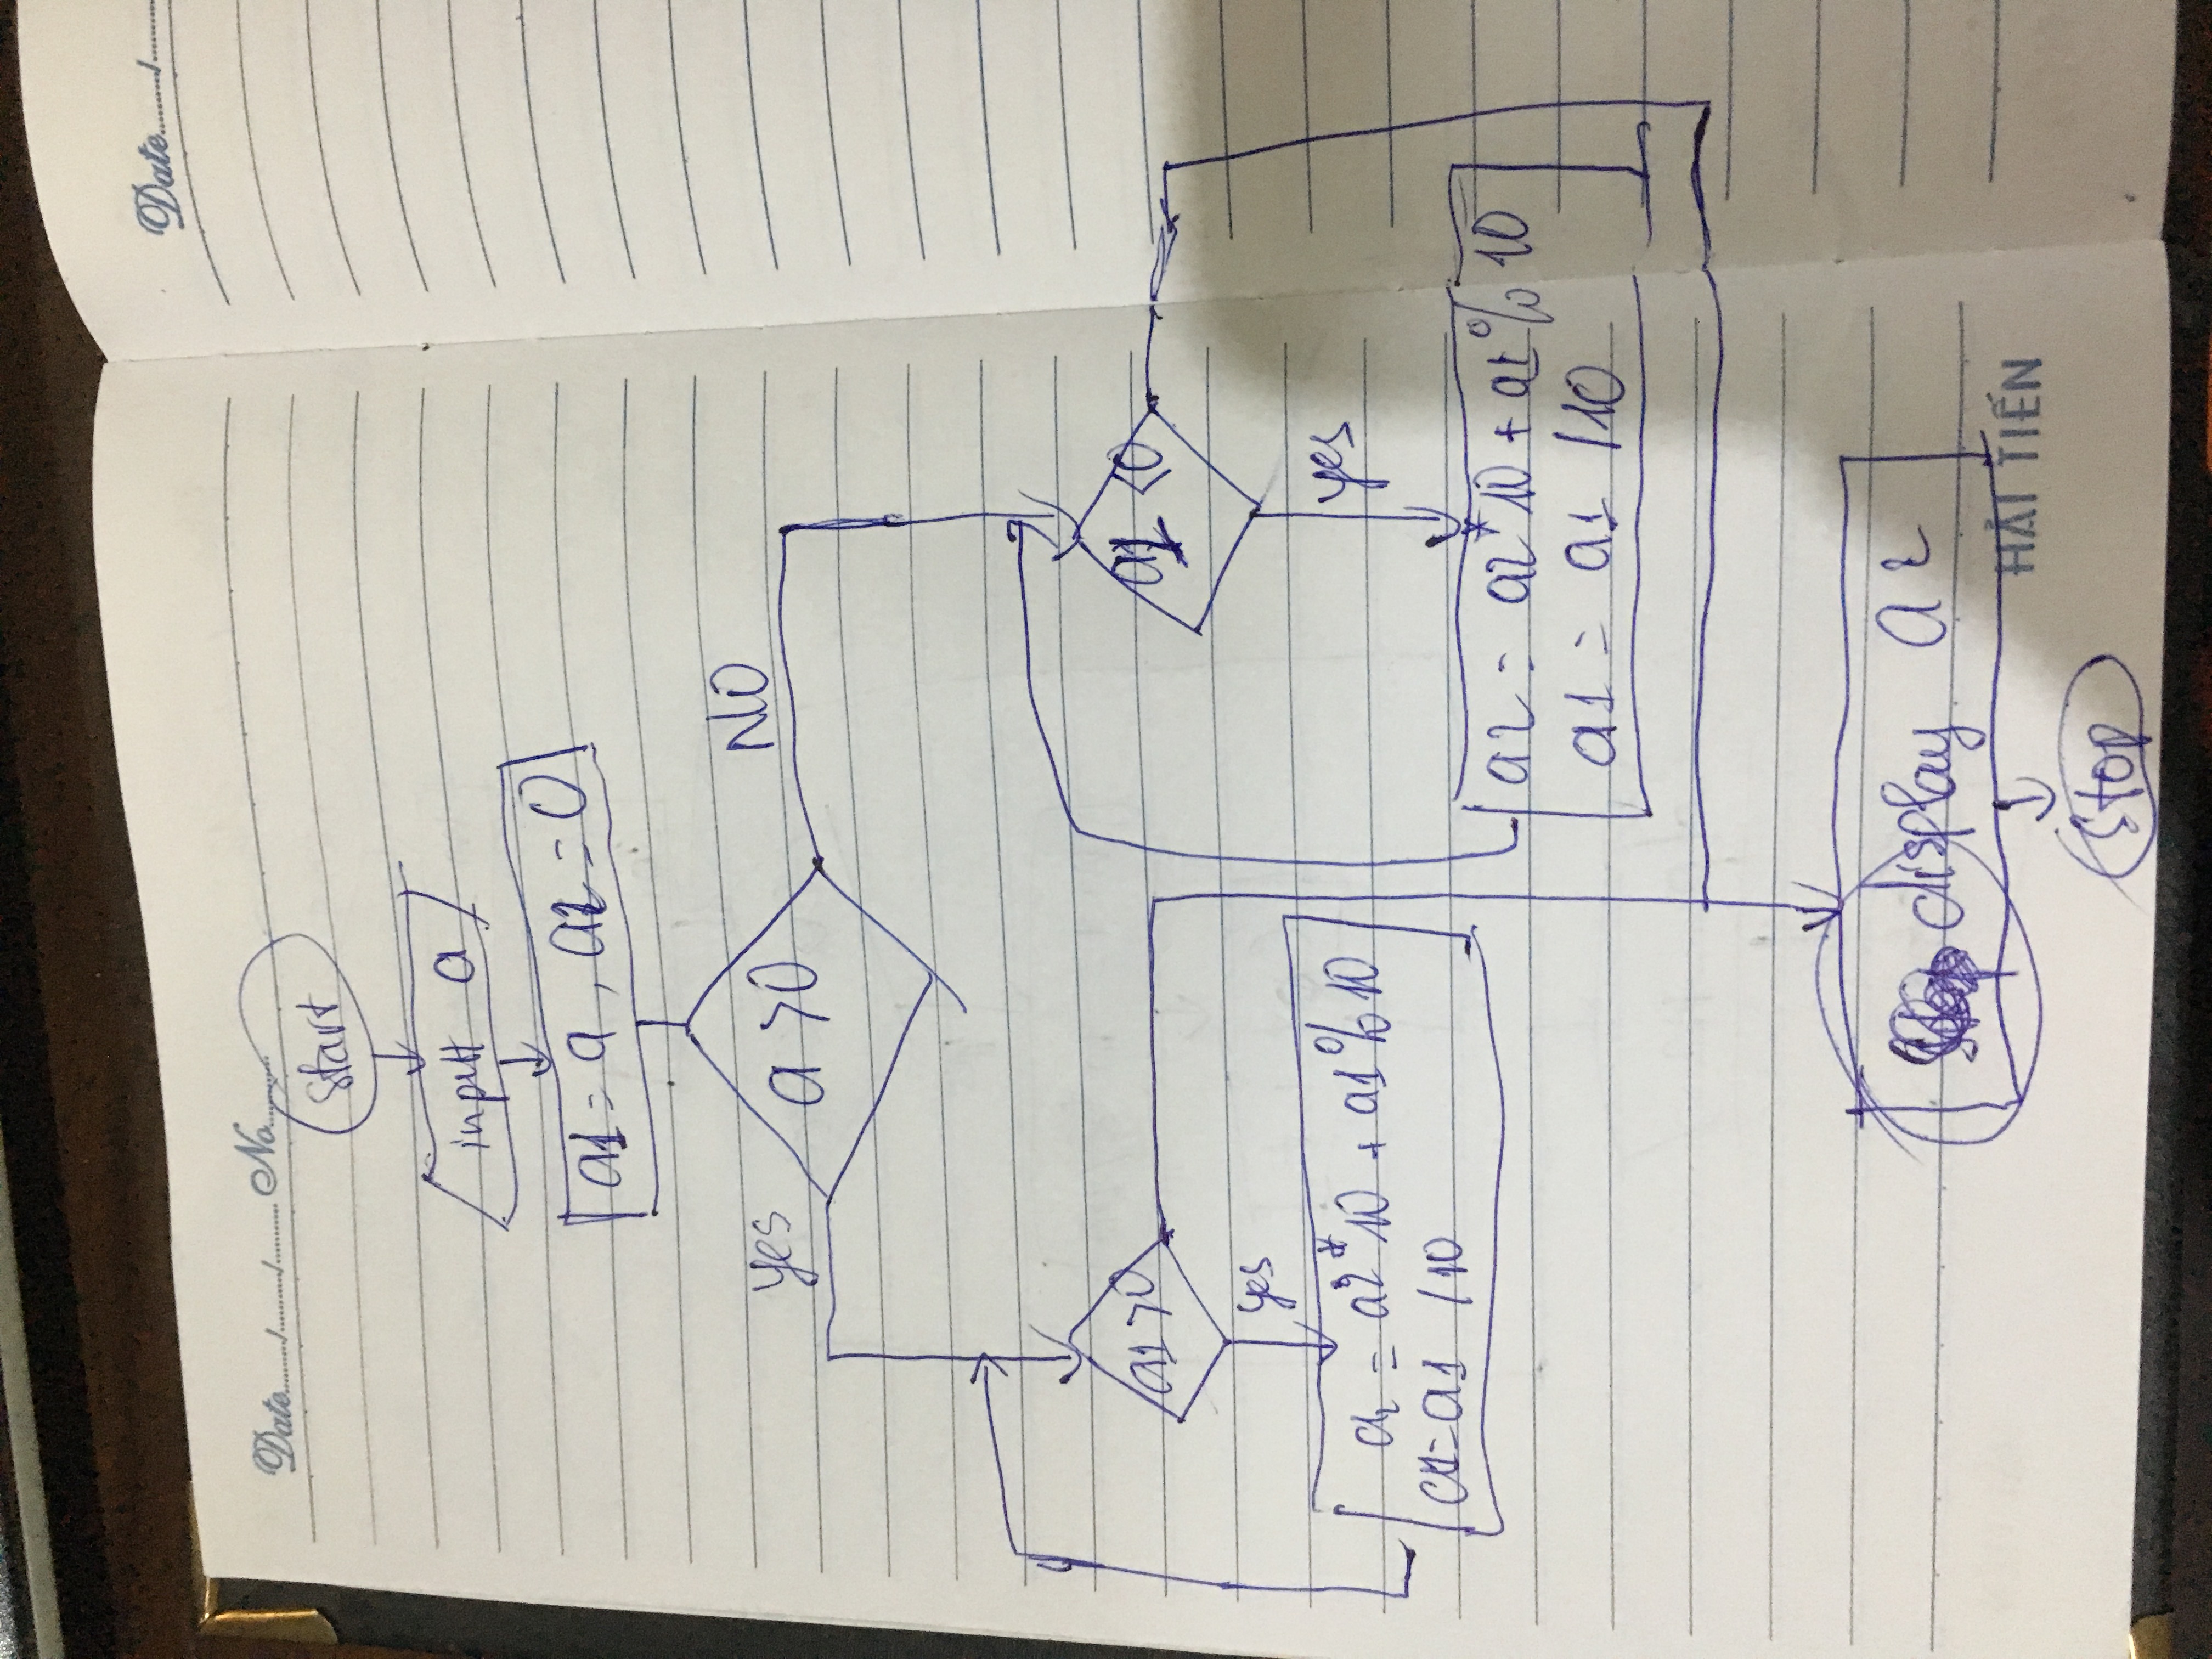 Date......../......../........ No........
Date......../........
Start
input a
a1 = a , a2 = 0
a > 0
yes
NO
a1 > 0
a1 < 0
yes
yes
a2 = a2 * 10 + a1 % 10
a1 = a1 / 10
a2 = a2 * 10 + a1 % 10
a1 = a1 / 10
display a2
HẢI TIẾN
Stop